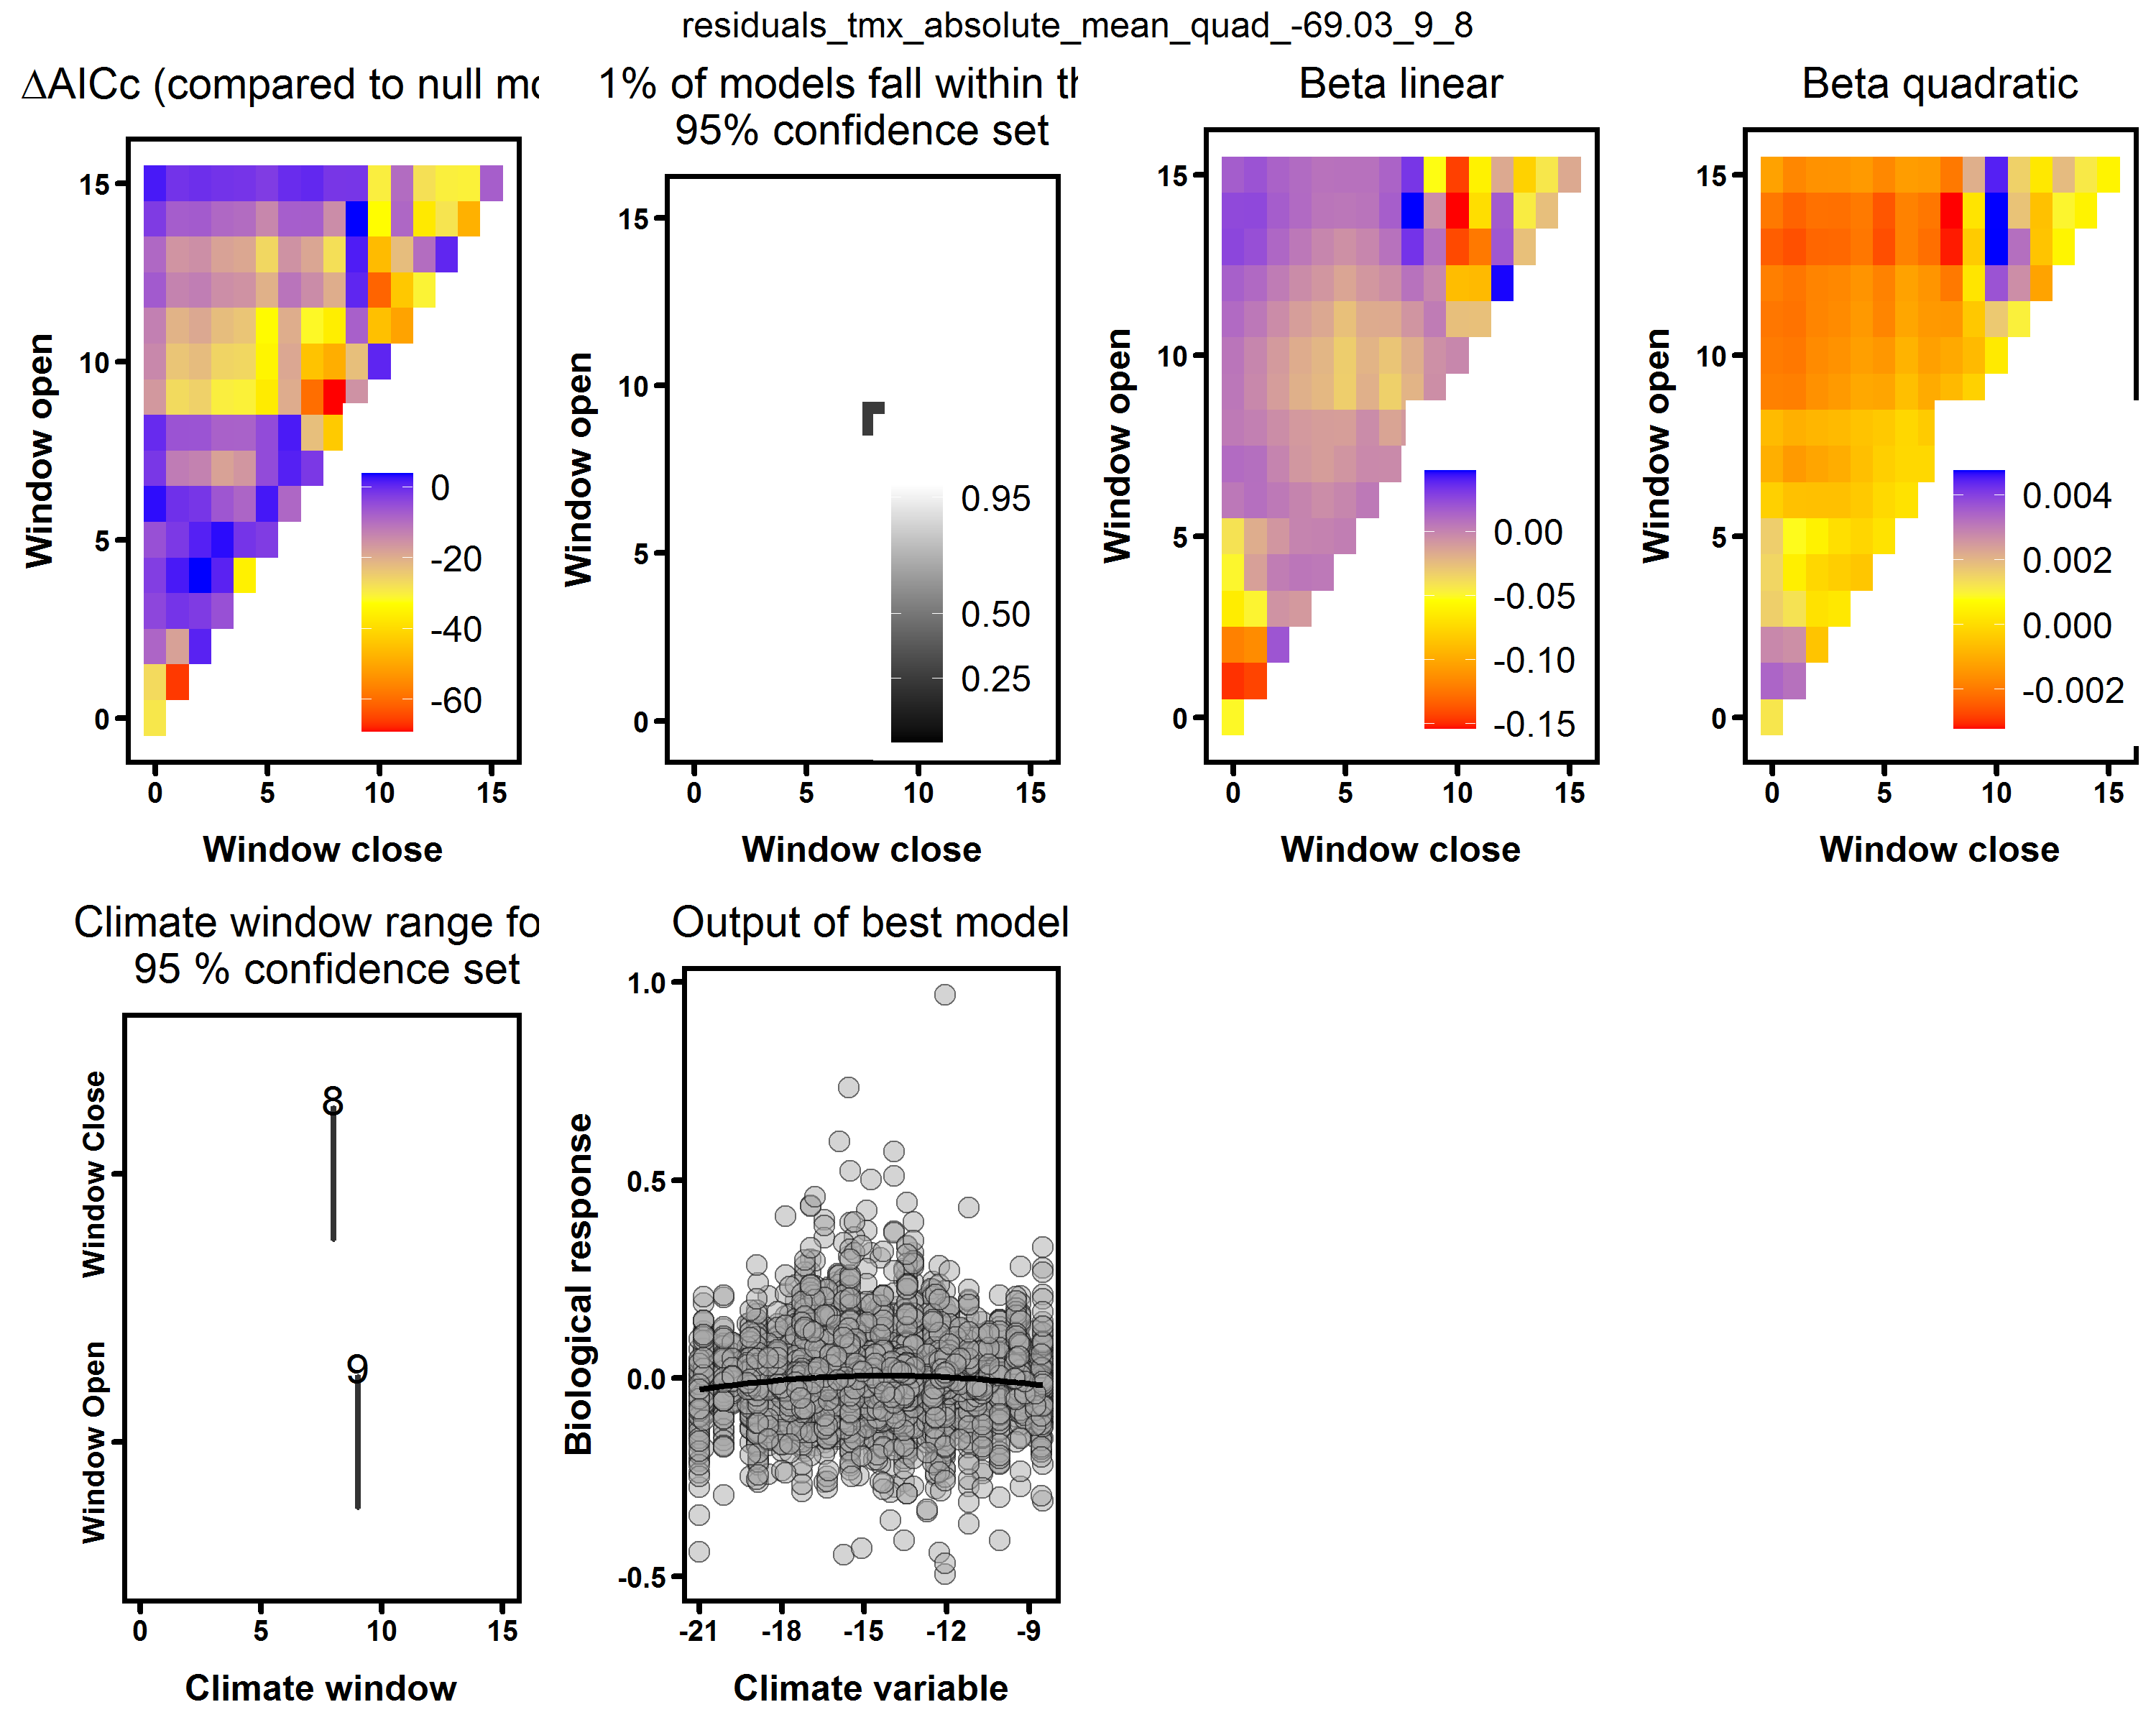 residuals_tmx_absolute_mean_quad_-69.03_9_8
ΔAICc (compared to null mo
1% of models fall within th
95% confidence set
Beta linear
Beta quadratic
Window open
15
10
5
0
0
-20
-40
-60
0 5 10 15
Window close
Window open
15
10
5
0
0.95
0.50
0.25
0 5 10 15
Window close
Window open
15
10
5
0
0.00
-0.05
-0.10
-0.15
0 5 10 15
Window close
Window open
15
10
5
0
0.004
0.002
0.000
-0.002
0 5 10 15
Window close
Climate window range fo
95 % confidence set
Window Close
Window Open
8
9
0 5 10 15
Climate window
Output of best model
Biological response
1.0
0.5
0.0
-0.5
-21 -18 -15 -12 -9
Climate variable